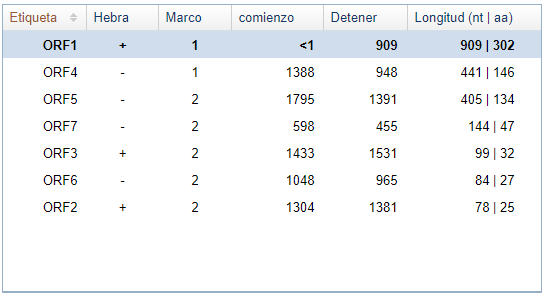 Etiqueta Hebra Marco comienzo Detener Longitud (nt | aa)
ORF1 + 1 <1 909 909 | 302
ORF4 - 1 1388 948 441 | 146
ORF5 - 2 1795 1391 405 | 134
ORF7 - 2 598 455 144 | 47
ORF3 + 2 1433 1531 99 | 32
ORF6 - 2 1048 965 84 | 27
ORF2 + 2 1304 1381 78 | 25